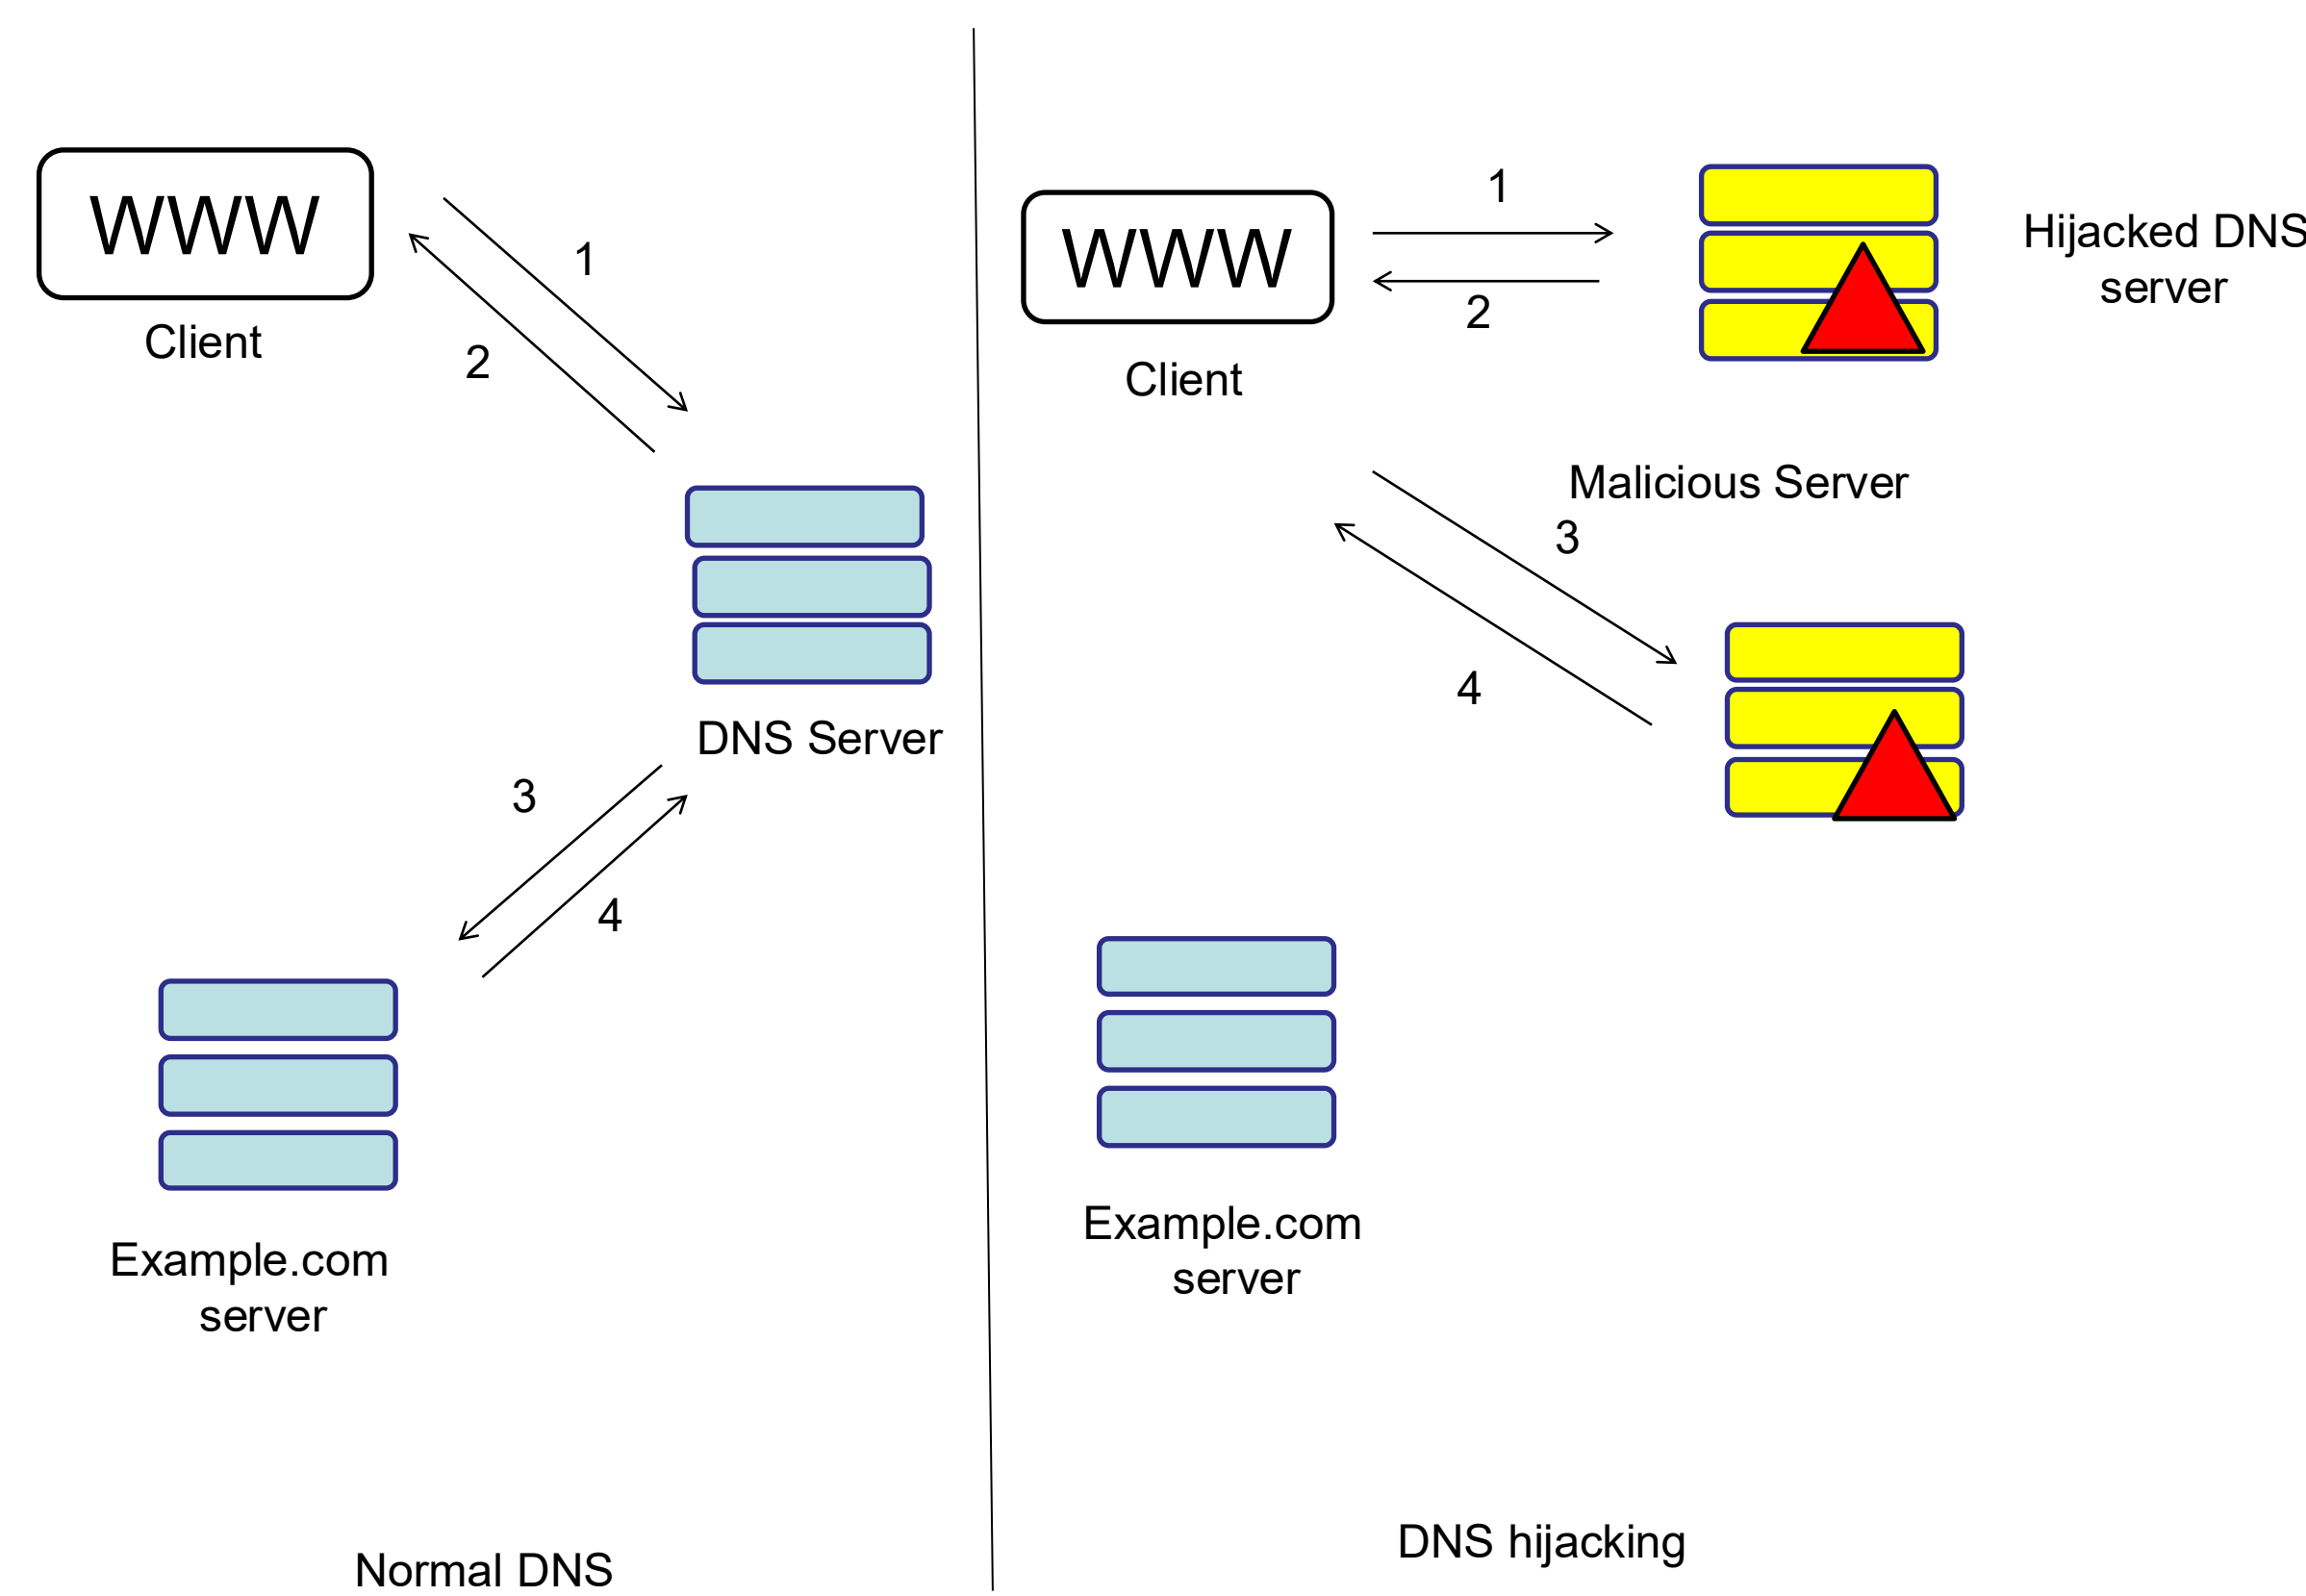 WWW
Client
1
2
DNS Server
3
4
Example.com
server
Normal DNS
WWW
Client
1
2
Hijacked DNS
server
Malicious Server
3
4
Example.com
server
DNS hijacking